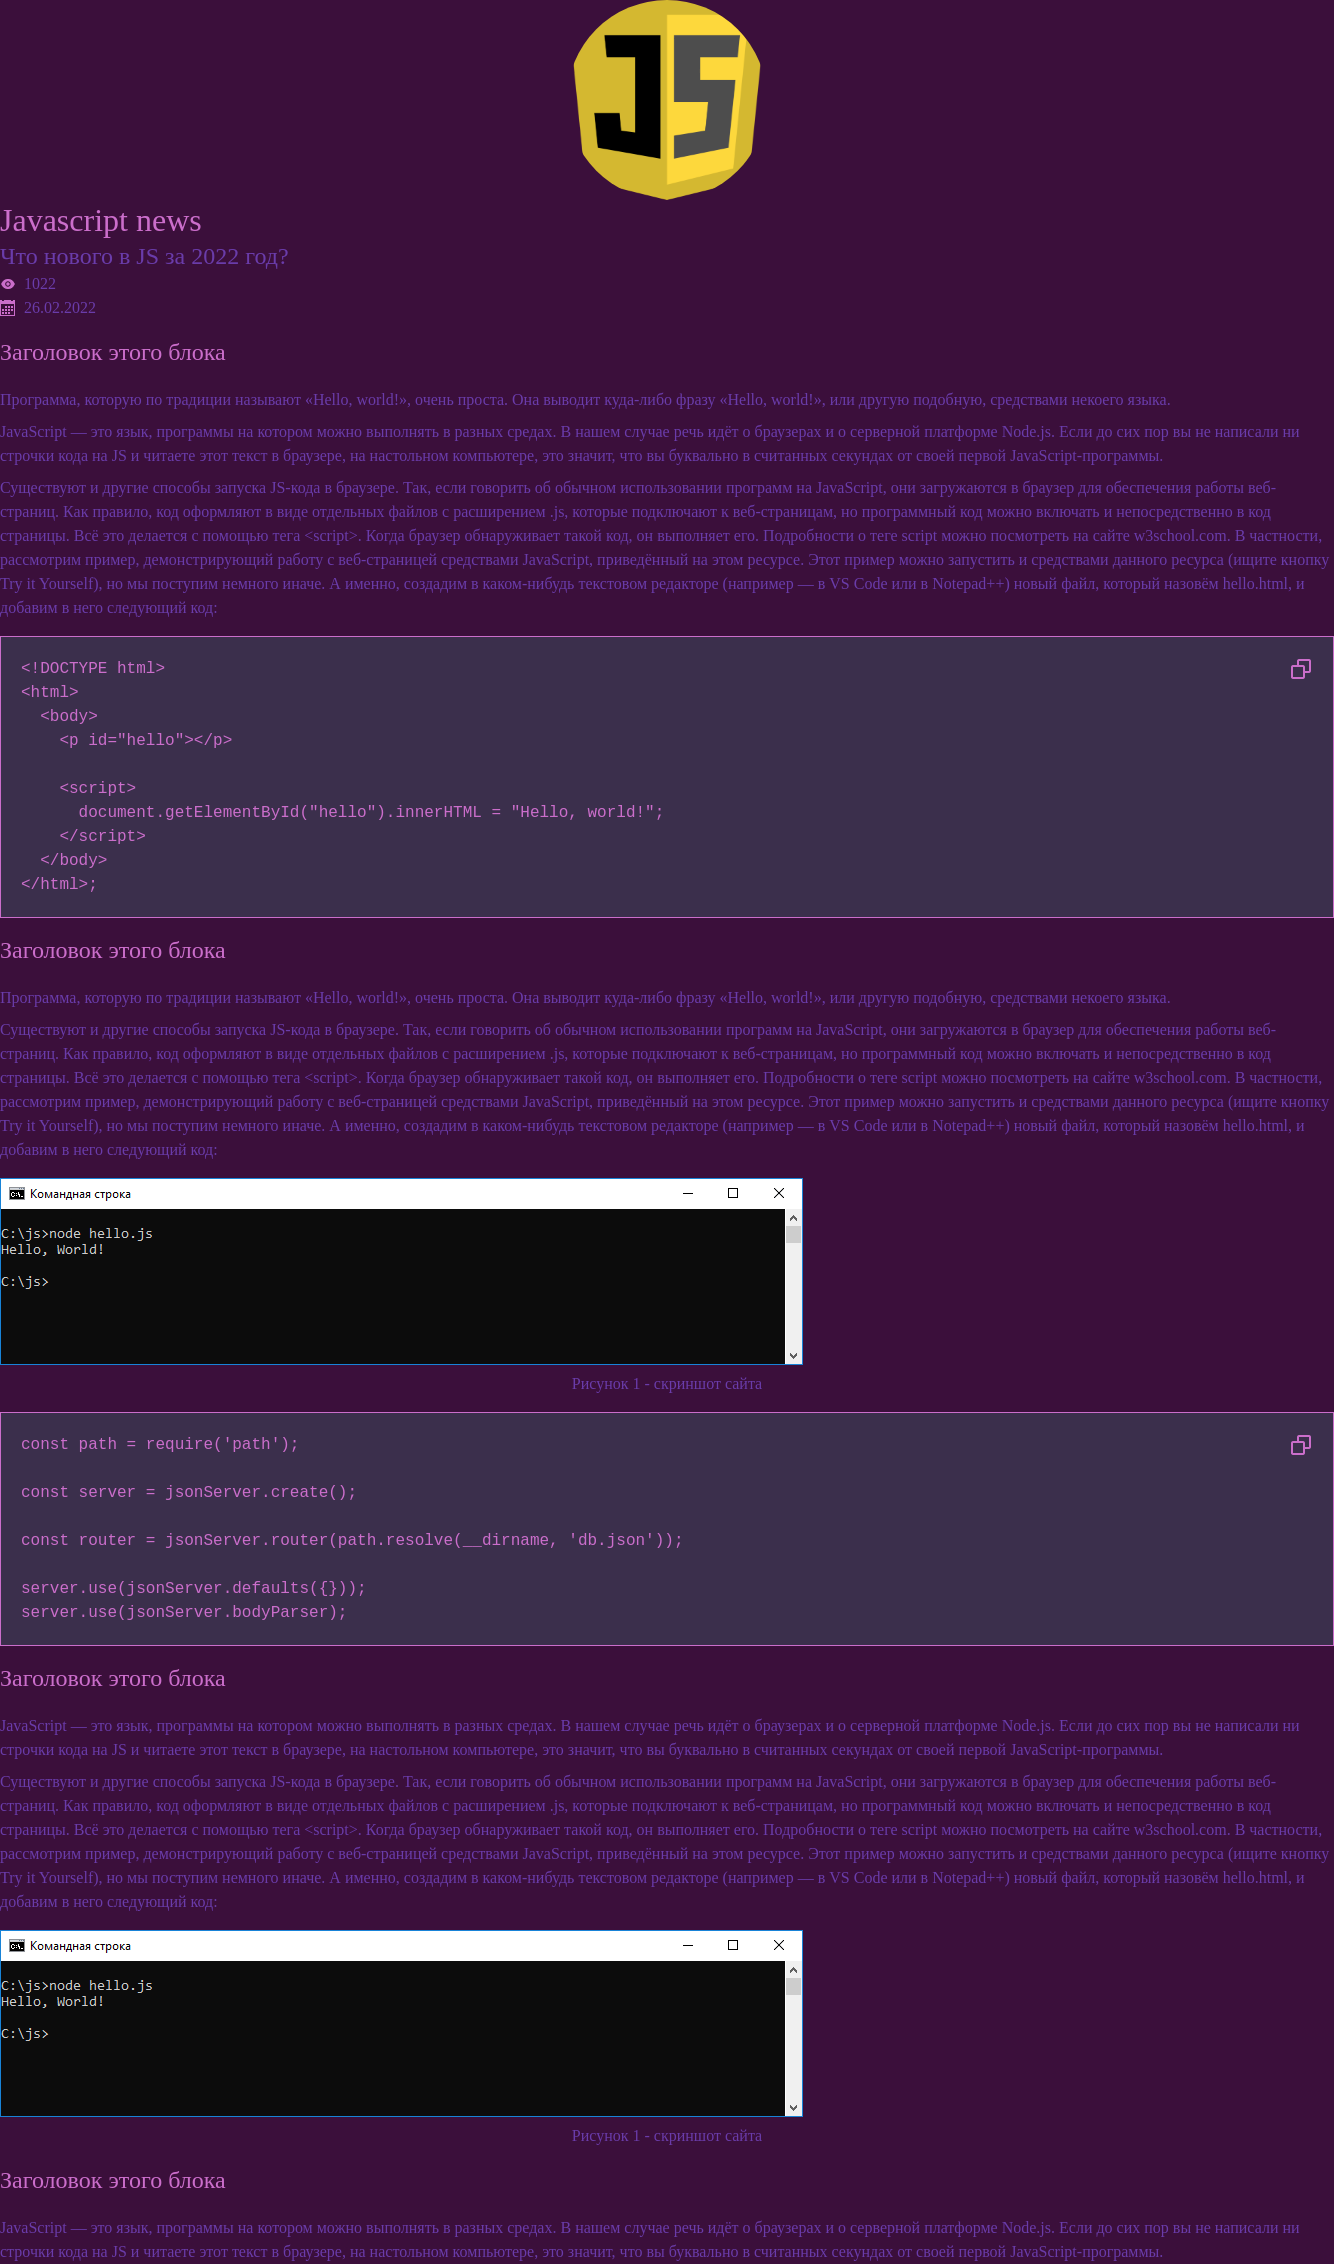 JS
Javascript news
Что нового в JS за 2022 год?
1022
26.02.2022
Заголовок этого блока
Программа, которую по традиции называют «Hello, world!», очень проста. Она выводит куда-либо фразу «Hello, world!», или другую подобную, средствами некоего языка.
JavaScript — это язык, программы на котором можно выполнять в разных средах. В нашем случае речь идёт о браузерах и о серверной платформе Node.js. Если до сих пор вы не написали ни
строчки кода на JS и читаете этот текст в браузере, на настольном компьютере, это значит, что вы буквально в считанных секундах от своей первой JavaScript-программы.
Существуют и другие способы запуска JS-кода в браузере. Так, если говорить об обычном использовании программ на JavaScript, они загружаются в браузер для обеспечения работы веб-
страниц. Как правило, код оформляют в виде отдельных файлов с расширением .js, которые подключают к веб-страницам, но программный код можно включать и непосредственно в код
страницы. Всё это делается с помощью тега <script>. Когда браузер обнаруживает такой код, он выполняет его. Подробности о теге script можно посмотреть на сайте w3school.com. В частности,
рассмотрим пример, демонстрирующий работу с веб-страницей средствами JavaScript, приведённый на этом ресурсе. Этот пример можно запустить и средствами данного ресурса (ищите кнопку
Try it Yourself), но мы поступим немного иначе. А именно, создадим в каком-нибудь текстовом редакторе (например — в VS Code или в Notepad++) новый файл, который назовём hello.html, и
добавим в него следующий код:
<!DOCTYPE html>
<html>
  <body>
    <p id="hello"></p>
    <script>
      document.getElementById("hello").innerHTML = "Hello, world!";
    </script>
  </body>
</html>;
Заголовок этого блока
Программа, которую по традиции называют «Hello, world!», очень проста. Она выводит куда-либо фразу «Hello, world!», или другую подобную, средствами некоего языка.
Существуют и другие способы запуска JS-кода в браузере. Так, если говорить об обычном использовании программ на JavaScript, они загружаются в браузер для обеспечения работы веб-
страниц. Как правило, код оформляют в виде отдельных файлов с расширением .js, которые подключают к веб-страницам, но программный код можно включать и непосредственно в код
страницы. Всё это делается с помощью тега <script>. Когда браузер обнаруживает такой код, он выполняет его. Подробности о теге script можно посмотреть на сайте w3school.com. В частности,
рассмотрим пример, демонстрирующий работу с веб-страницей средствами JavaScript, приведённый на этом ресурсе. Этот пример можно запустить и средствами данного ресурса (ищите кнопку
Try it Yourself), но мы поступим немного иначе. А именно, создадим в каком-нибудь текстовом редакторе (например — в VS Code или в Notepad++) новый файл, который назовём hello.html, и
добавим в него следующий код:
Командная строка
C:\js>node hello.js
Hello, World!
C:\js>
Рисунок 1 - скриншот сайта
const path = require('path');
const server = jsonServer.create();
const router = jsonServer.router(path.resolve(__dirname, 'db.json'));
server.use(jsonServer.defaults({}));
server.use(jsonServer.bodyParser);
Заголовок этого блока
JavaScript — это язык, программы на котором можно выполнять в разных средах. В нашем случае речь идёт о браузерах и о серверной платформе Node.js. Если до сих пор вы не написали ни
строчки кода на JS и читаете этот текст в браузере, на настольном компьютере, это значит, что вы буквально в считанных секундах от своей первой JavaScript-программы.
Существуют и другие способы запуска JS-кода в браузере. Так, если говорить об обычном использовании программ на JavaScript, они загружаются в браузер для обеспечения работы веб-
страниц. Как правило, код оформляют в виде отдельных файлов с расширением .js, которые подключают к веб-страницам, но программный код можно включать и непосредственно в код
страницы. Всё это делается с помощью тега <script>. Когда браузер обнаруживает такой код, он выполняет его. Подробности о теге script можно посмотреть на сайте w3school.com. В частности,
рассмотрим пример, демонстрирующий работу с веб-страницей средствами JavaScript, приведённый на этом ресурсе. Этот пример можно запустить и средствами данного ресурса (ищите кнопку
Try it Yourself), но мы поступим немного иначе. А именно, создадим в каком-нибудь текстовом редакторе (например — в VS Code или в Notepad++) новый файл, который назовём hello.html, и
добавим в него следующий код:
Командная строка
C:\js>node hello.js
Hello, World!
C:\js>
Рисунок 1 - скриншот сайта
Заголовок этого блока
JavaScript — это язык, программы на котором можно выполнять в разных средах. В нашем случае речь идёт о браузерах и о серверной платформе Node.js. Если до сих пор вы не написали ни
строчки кода на JS и читаете этот текст в браузере, на настольном компьютере, это значит, что вы буквально в считанных секундах от своей первой JavaScript-программы.